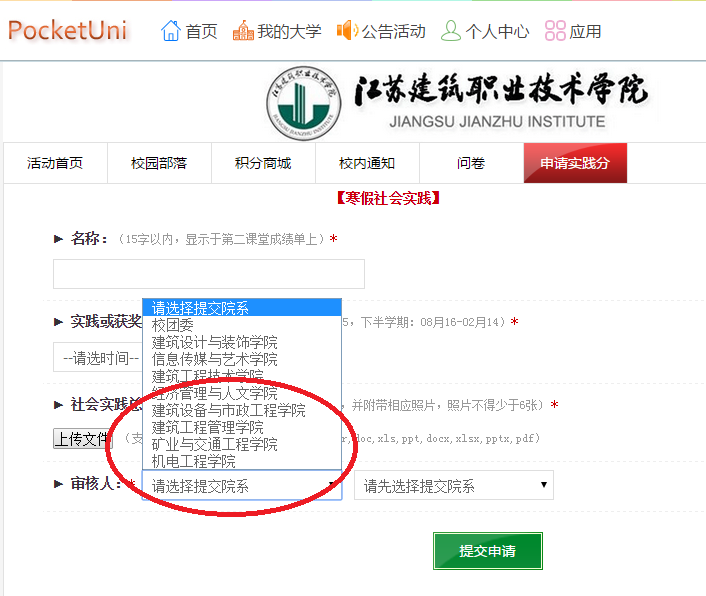 PocketUni 首页 我的大学 公告活动 个人中心 应用
江苏建筑职业技术学院
JIANGSU JIANZHU INSTITUTE
活动首页 校园部落 积分商城 校内通知 问卷 申请实践分
【寒假社会实践】
► 名称：（15字以内，显示于第二课堂成绩单上）*
► 实践或获奖 5，下半学期：08月16-02月14）*
--请选时间--
► 社会实践总 ，并附带相应照片，照片不得少于6张）*
上传文件 （支 r,doc,xls,ppt,docx,xlsx,pptx,pdf)
请选择提交院系
校团委
建筑设计与装饰学院
信息传媒与艺术学院
建筑工程技术学院
经济管理与人文学院
建筑设备与市政工程学院
建筑工程管理学院
矿业与交通工程学院
机电工程学院
► 审核人：* 请选择提交院系 请先选择提交院系
提交申请